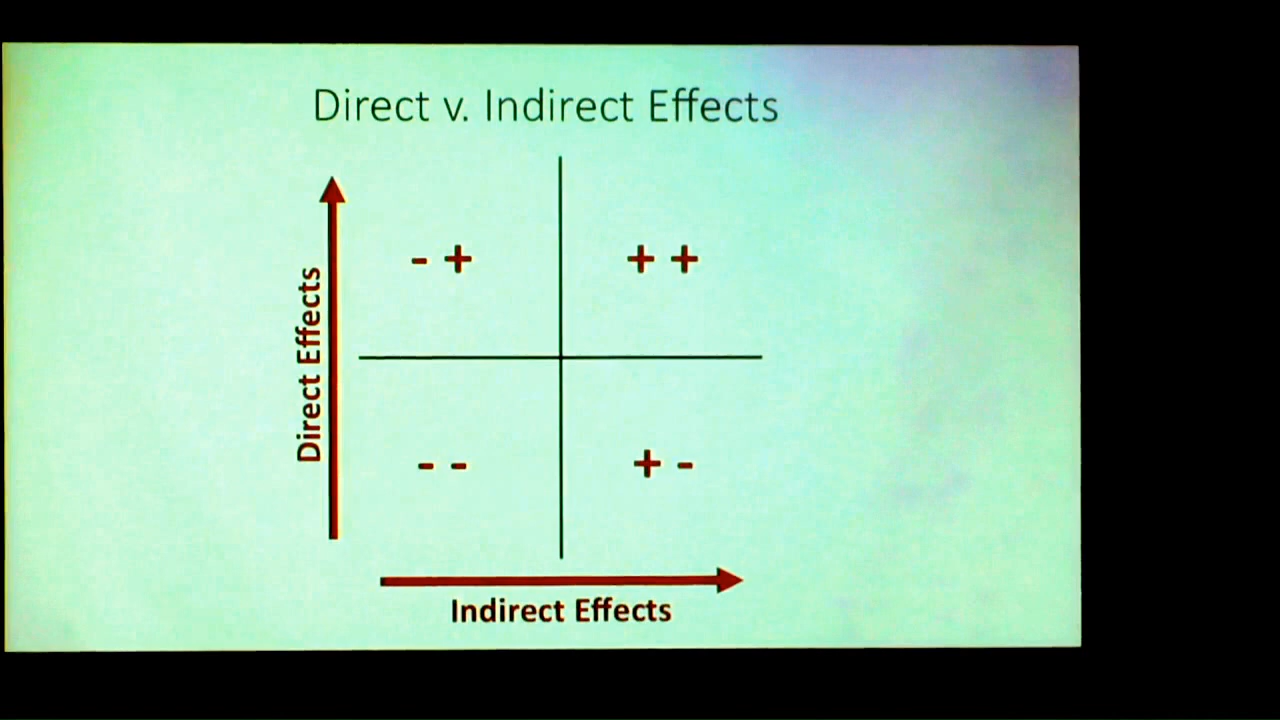 Direct v. Indirect Effects
Direct Effects
- +
+ +
- -
+ -
Indirect Effects